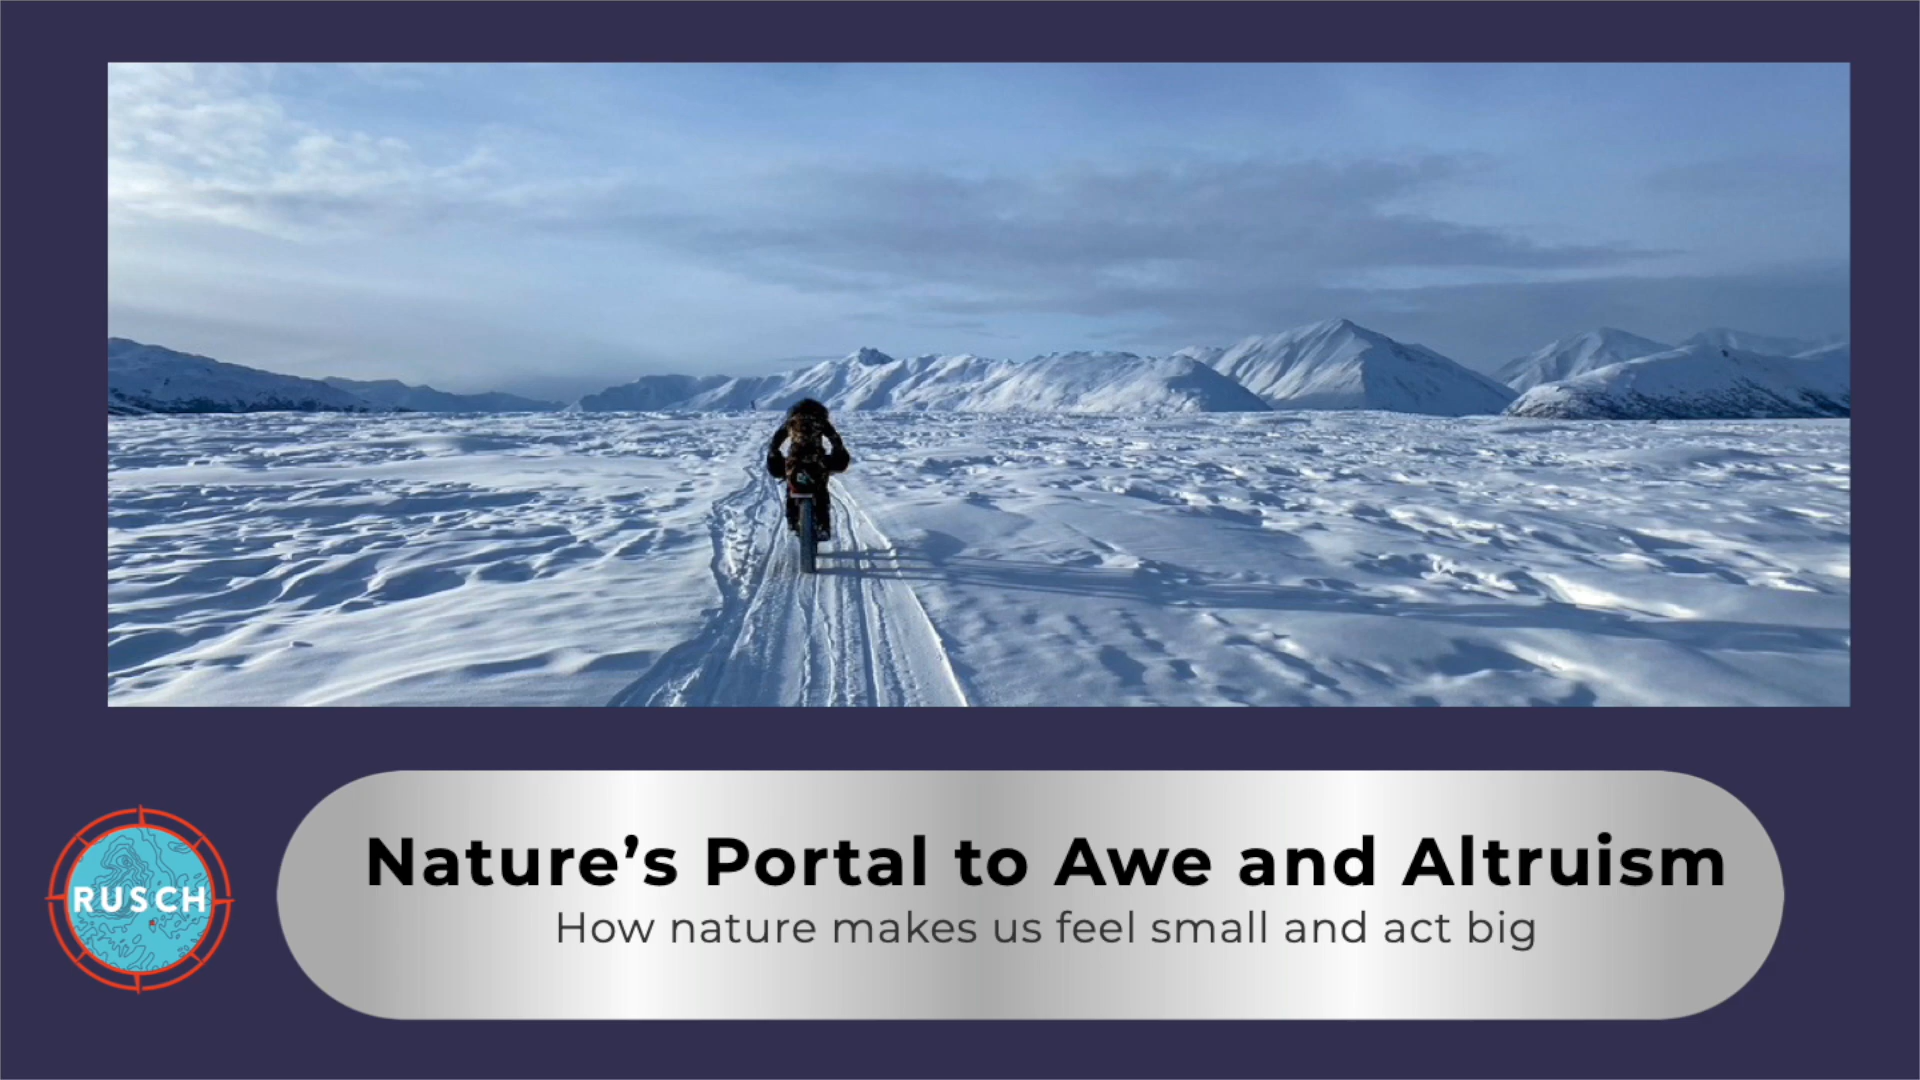 RUSCH
Nature’s Portal to Awe and Altruism
How nature makes us feel small and act big